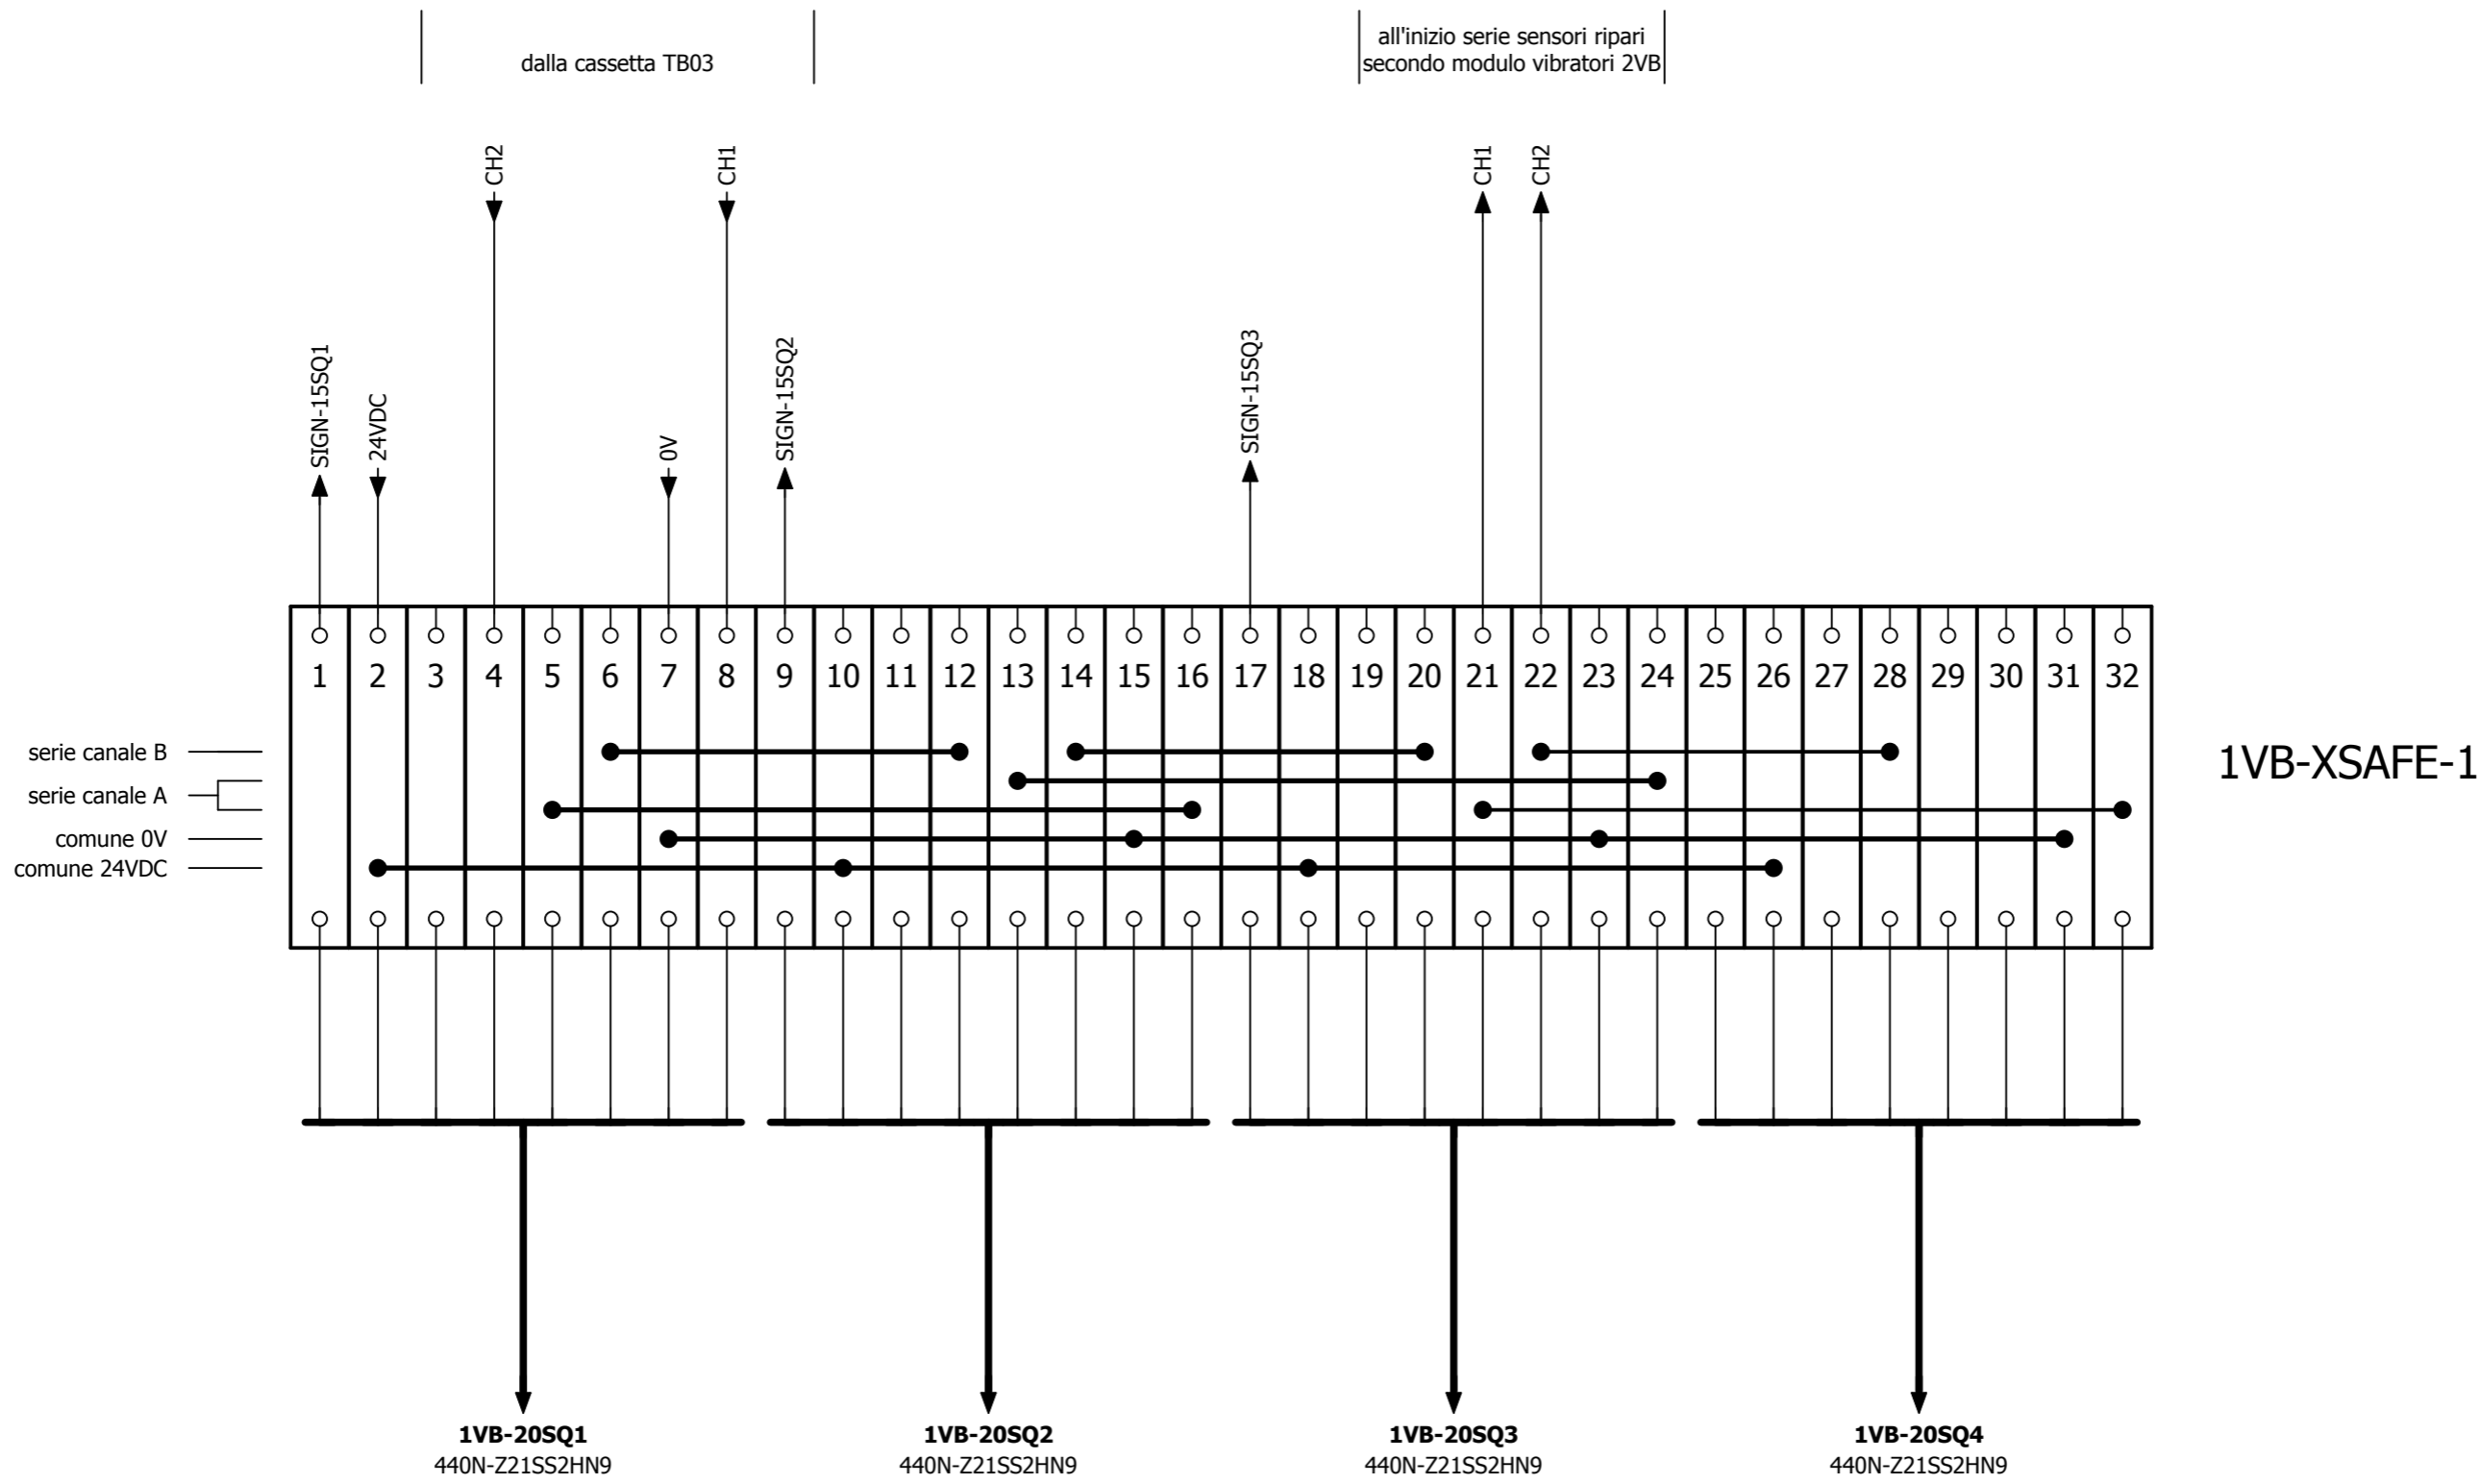 dalla cassetta TB03
all'inizio serie sensori ripari
secondo modulo vibratori 2VB
CH2
CH1
CH1
CH2
SIGN-15SQ1
24VDC
0V
SIGN-15SQ2
SIGN-15SQ3
1 2 3 4 5 6 7 8 9 10 11 12 13 14 15 16 17 18 19 20 21 22 23 24 25 26 27 28 29 30 31 32
serie canale B
serie canale A
comune 0V
comune 24VDC
1VB-XSAFE-1
1VB-20SQ1
440N-Z21SS2HN9
1VB-20SQ2
440N-Z21SS2HN9
1VB-20SQ3
440N-Z21SS2HN9
1VB-20SQ4
440N-Z21SS2HN9